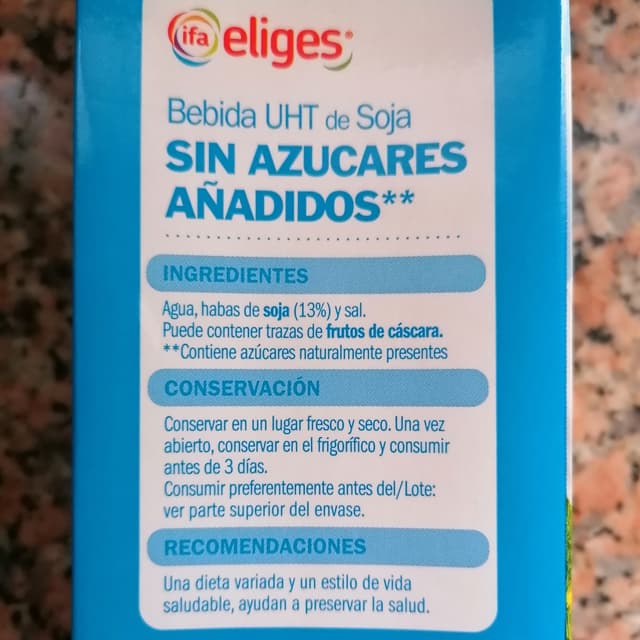 ifa eliges®
Bebida UHT de Soja
SIN AZUCARES
AÑADIDOS**
INGREDIENTES
Agua, habas de soja (13%) y sal.
Puede contener trazas de frutos de cáscara.
**Contiene azúcares naturalmente presentes
CONSERVACIÓN
Conservar en un lugar fresco y seco. Una vez
abierto, conservar en el frigorífico y consumir
antes de 3 días.
Consumir preferentemente antes del/Lote:
ver parte superior del envase.
RECOMENDACIONES
Una dieta variada y un estilo de vida
saludable, ayudan a preservar la salud.